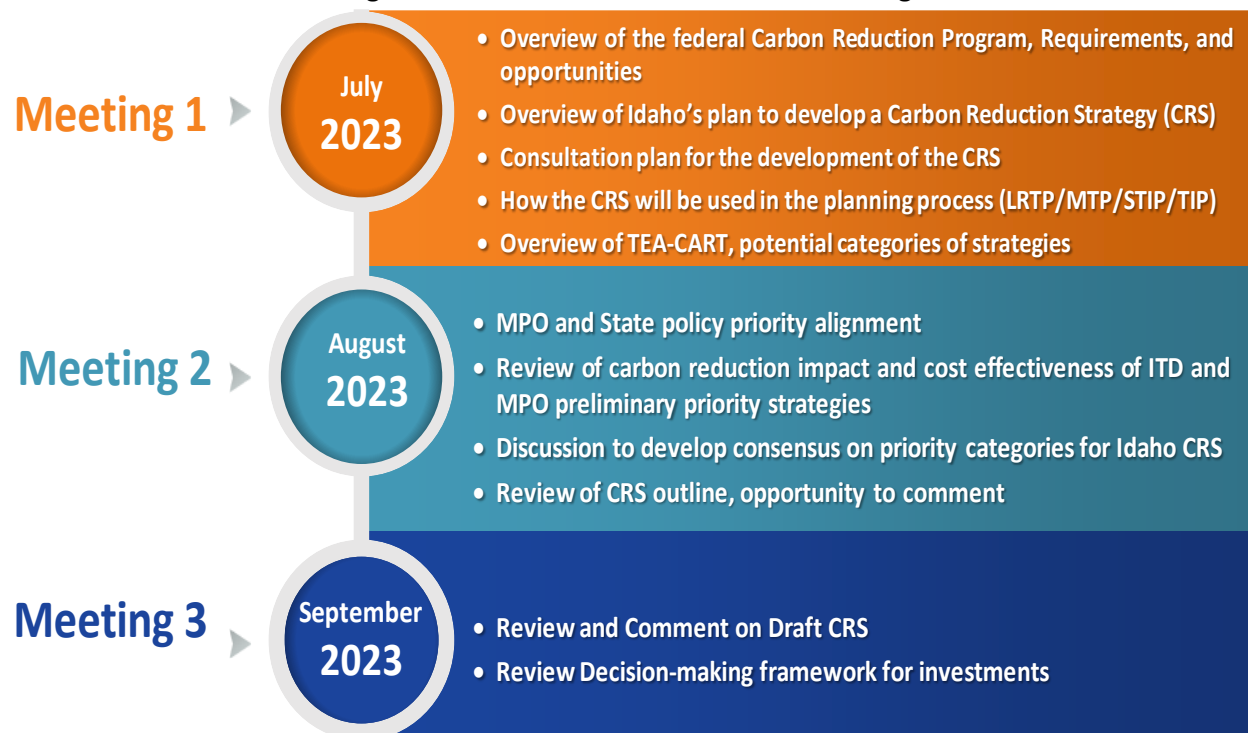 Meeting 1
July
2023
• Overview of the federal Carbon Reduction Program, Requirements, and
opportunities
• Overview of Idaho's plan to develop a Carbon Reduction Strategy (CRS)
• Consultation plan for the development of the CRS
• How the CRS will be used in the planning process (LRTP/MTP/STIP/TIP)
• Overview of TEA-CART, potential categories of strategies
Meeting 2
August
2023
• MPO and State policy priority alignment
• Review of carbon reduction impact and cost effectiveness of ITD and
MPO preliminary priority strategies
• Discussion to develop consensus on priority categories for Idaho CRS
• Review of CRS outline, opportunity to comment
Meeting 3
September
2023
• Review and Comment on Draft CRS
• Review Decision-making framework for investments